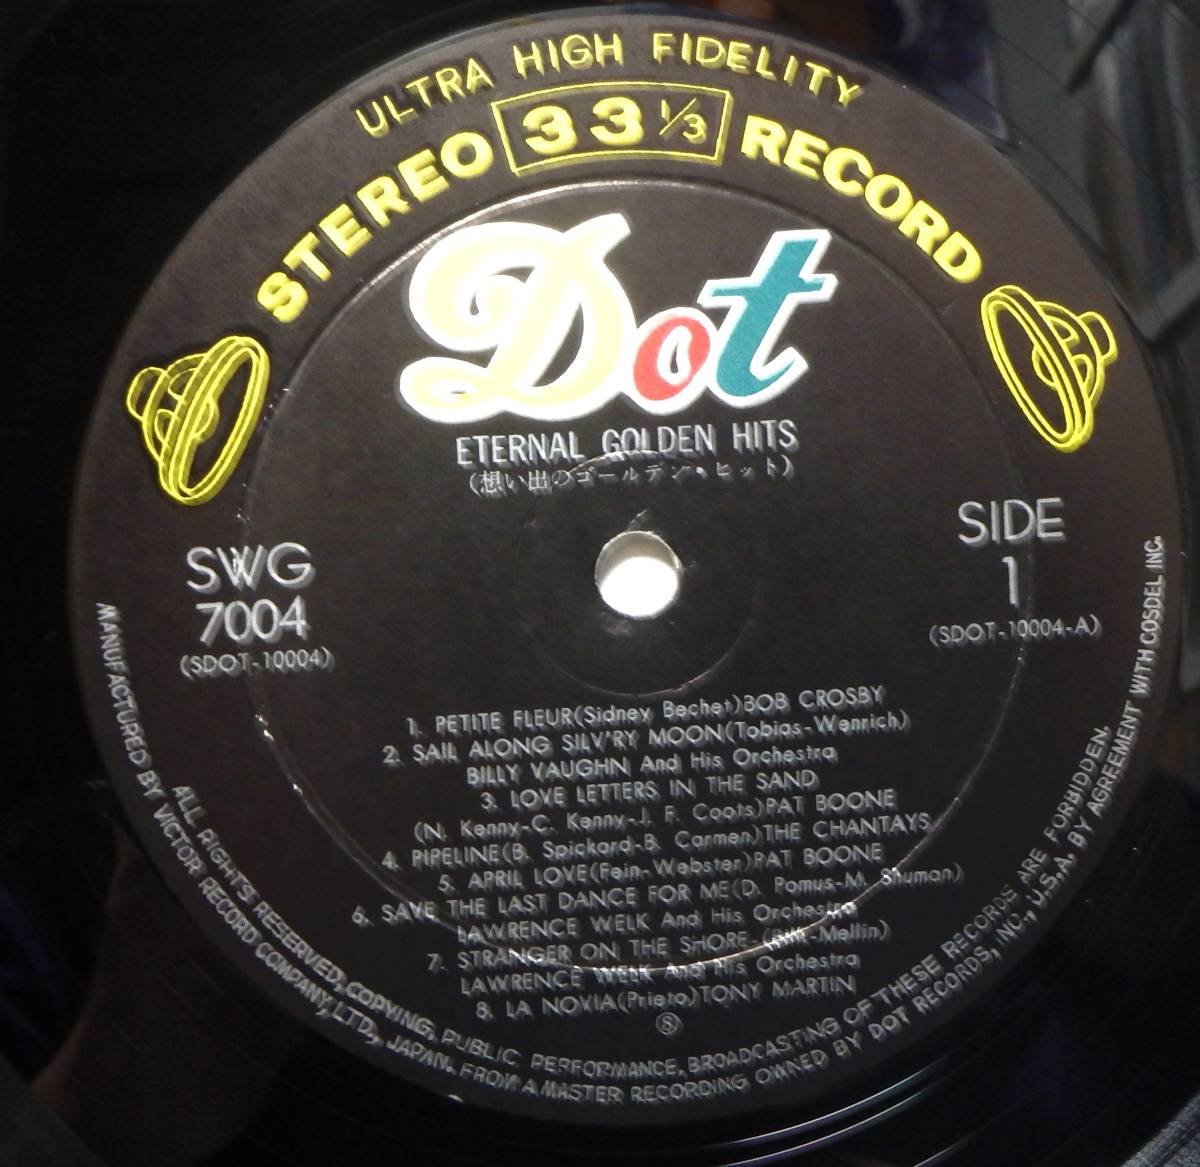 ULTRA HIGH FIDELITY
STEREO 33 1/3 RECORD
Dot
ETERNAL GOLDEN HITS
(想い出のゴールデン・ヒット)
SWG
7004
(SDOT-10004)
SIDE
1
(SDOT-10004-A)
1. PETITE FLEUR(Sidney Bechet)BOB CROSBY
2. SAIL ALONG SILV'RY MOON(Tobias-Wenrich)
BILLY VAUGHN And His Orchestra
3. LOVE LETTERS IN THE SAND
(N. Kenny-C. Kenny-J. F. Coots)PAT BOONE
4. PIPELINE(B. Spickard-B. Carmen)THE CHANTAYS
5. APRIL LOVE(Fain-Webster)PAT BOONE
6. SAVE THE LAST DANCE FOR ME(D. Pomus-M. Shuman)
LAWRENCE WELK And His Orchestra
7. STRANGER ON THE SHORE (Bilk-Mellin)
LAWRENCE WELK And His Orchestra
8. LA NOVIA(Prieto)TONY MARTIN
Ⓢ
ALL RIGHTS RESERVED, COPYING, PUBLIC PERFORMANCE, BROADCASTING OF THESE RECORDS ARE FORBIDDEN.
MANUFACTURED BY VICTOR RECORD COMPANY, LTD., JAPAN. FROM A MASTER RECORDING OWNED BY DOT RECORDS, INC., U.S.A. BY AGREEMENT WITH COSDEL INC.